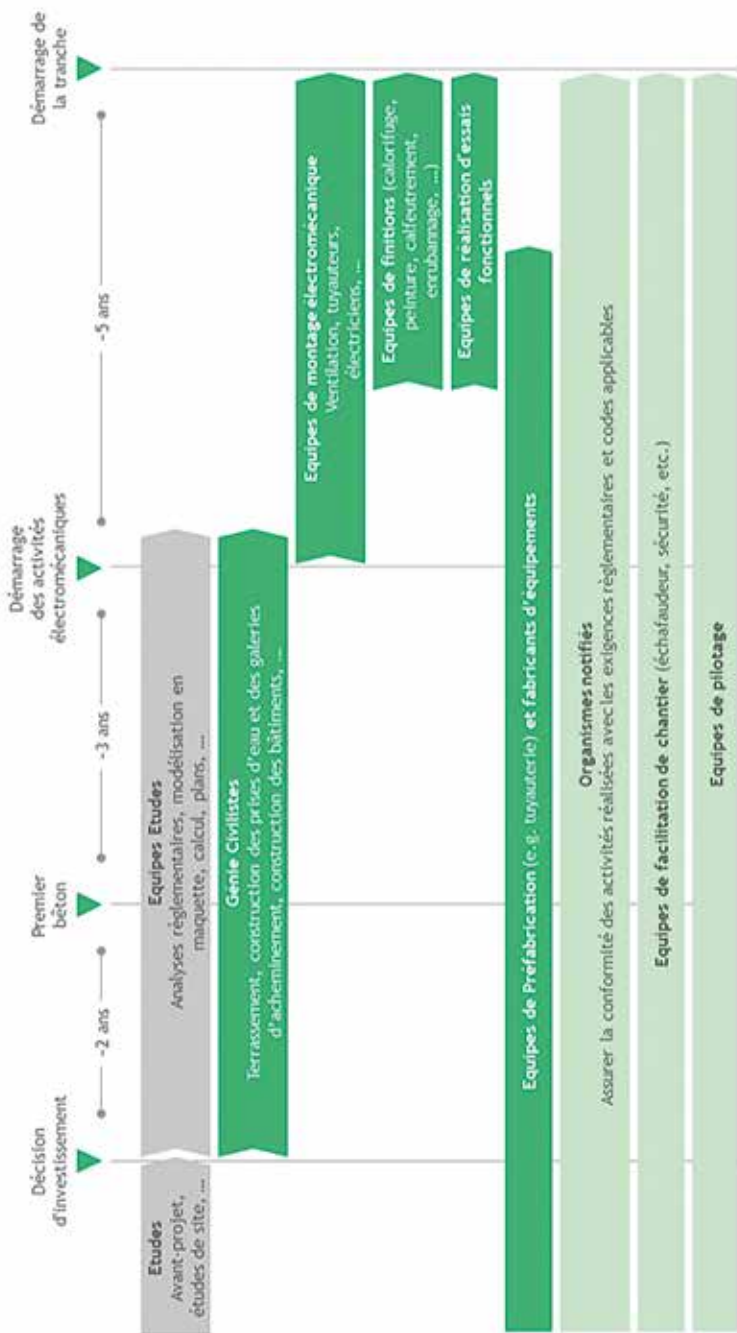 Décision
d'investissement
Premier
béton
Démarrage
des activités
électromécaniques
Démarrage de
la tranche
~2 ans
~3 ans
~5 ans
Etudes
Avant-projet,
études de site, ...
Equipes Etudes
Analyses règlementaires, modélisation en
maquette, calcul, plans, ...
Génie Civilistes
Terrassement, construction des prises d'eau et des galeries
d'acheminement, construction des bâtiments, ...
Equipes de montage électromécanique
Ventilation, tuyauteurs,
électriciens, ...
Equipes de finitions (calorifuge,
peinture, calfeutrement,
enrubannage, ...)
Equipes de réalisation d'essais
fonctionnels
Equipes de Préfabrication (e.g. tuyauterie) et fabricants d'équipements
Organismes notifiés
Assurer la conformité des activités réalisées avec les exigences règlementaires et codes applicables
Equipes de facilitation de chantier (échafaudeur, sécurité, etc.)
Equipes de pilotage